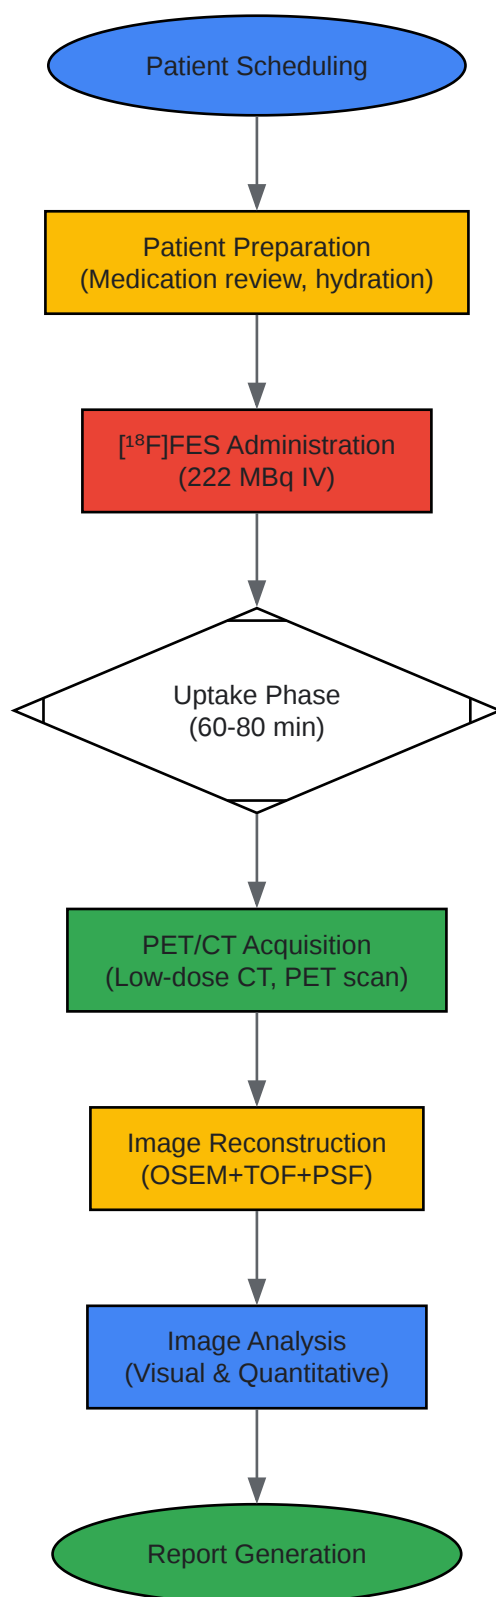 Patient Scheduling
Patient Preparation
(Medication review, hydration)
[¹⁸F]FES Administration
(222 MBq IV)
Uptake Phase
(60-80 min)
PET/CT Acquisition
(Low-dose CT, PET scan)
Image Reconstruction
(OSEM+TOF+PSF)
Image Analysis
(Visual & Quantitative)
Report Generation